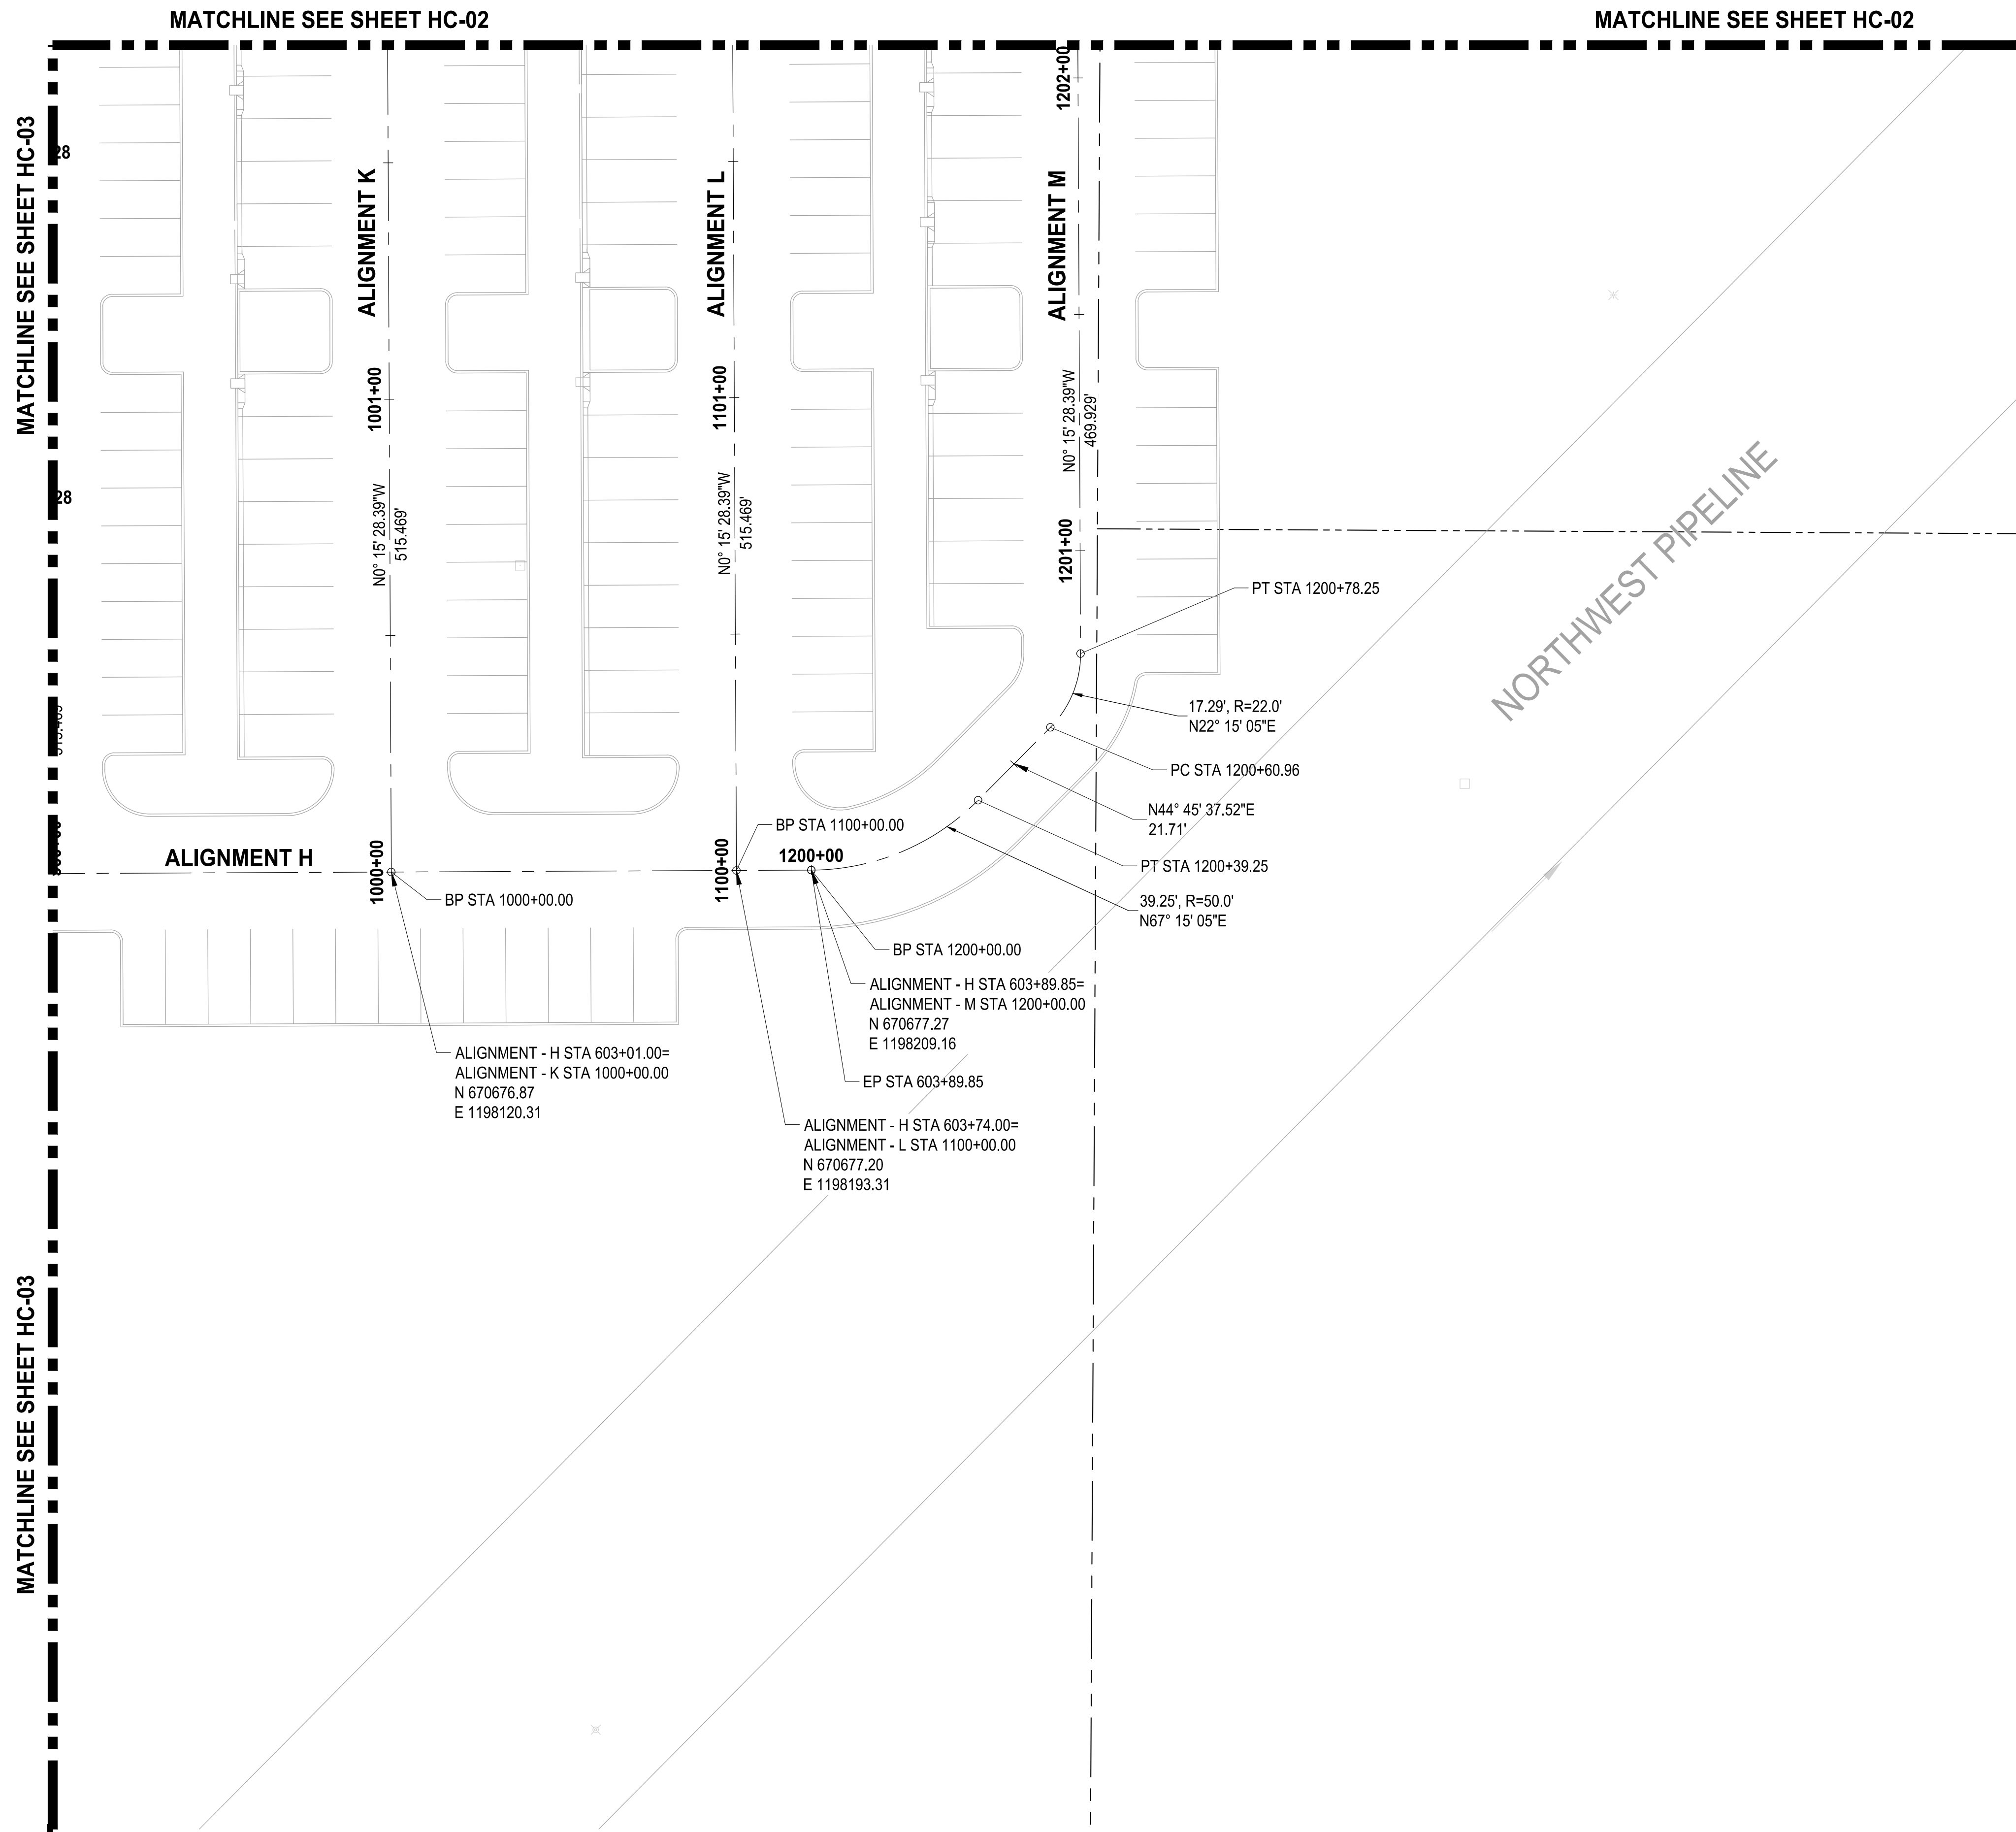 MATCHLINE SEE SHEET HC-02
MATCHLINE SEE SHEET HC-02
MATCHLINE SEE SHEET HC-03
28
28
ALIGNMENT K
1001+00
N0° 15' 28.39"W
515.469'
1000+00
ALIGNMENT L
1101+00
N0° 15' 28.39"W
515.469'
1100+00
1202+00
ALIGNMENT M
N0° 15' 28.39"W
469.929'
1201+00
NORTHWEST PIPELINE
PT STA 1200+78.25
17.29', R=22.0'
N22° 15' 05"E
PC STA 1200+60.96
N44° 45' 37.52"E
21.71'
PT STA 1200+39.25
39.25', R=50.0'
N67° 15' 05"E
BP STA 1100+00.00
1200+00
ALIGNMENT H
BP STA 1000+00.00
BP STA 1200+00.00
ALIGNMENT - H STA 603+89.85=
ALIGNMENT - M STA 1200+00.00
N 670677.27
E 1198209.16
EP STA 603+89.85
ALIGNMENT - H STA 603+01.00=
ALIGNMENT - K STA 1000+00.00
N 670676.87
E 1198120.31
ALIGNMENT - H STA 603+74.00=
ALIGNMENT - L STA 1100+00.00
N 670677.20
E 1198193.31
MATCHLINE SEE SHEET HC-03